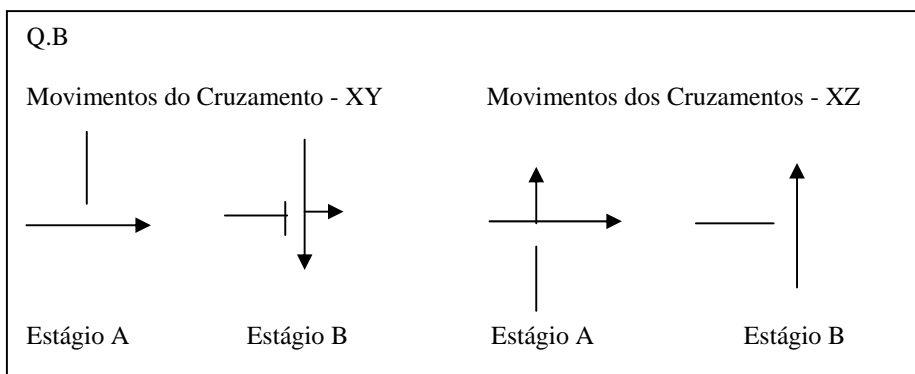 Q.B
Movimentos do Cruzamento - XY Movimentos dos Cruzamentos - XZ
Estágio A Estágio B Estágio A Estágio B